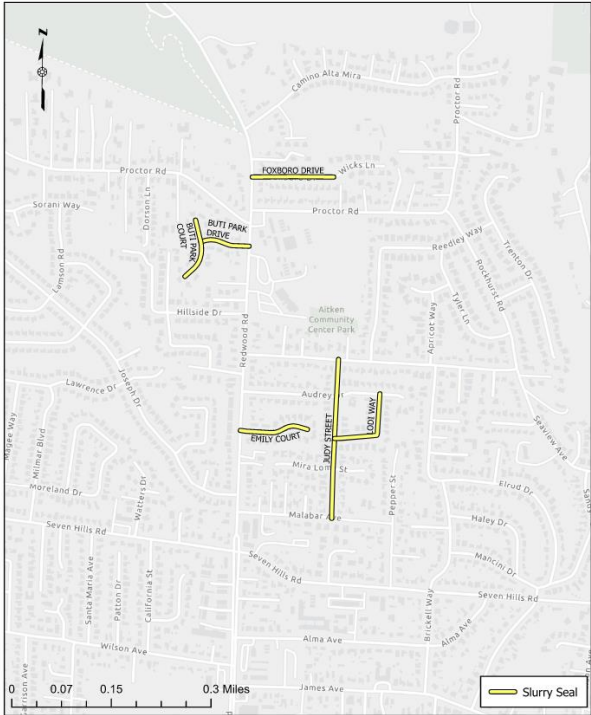 N
Camino Alta Mira
Proctor Rd
FOXBORO DRIVE
Wicks Ln
Proctor Rd
Dorson Ln
Sorani Way
Proctor Rd
BUTI PARK
DRIVE
BUTI PARK
COURT
Reedley Way
Trenton Dr
Rockhurst Rd
Lamson Rd
Tyler Ln
Apricot Way
Hillside Dr
Aitken
Community
Center Park
Redwood Rd
Joseph Dr
Lawrence Dr
Audrey Dr
LODI WAY
JUDY STREET
Seaview Ave
Magee Way
Milmar Blvd
EMILY COURT
Mira Loma St
Pepper St
Elrud Dr
Moreland Dr
Watters Dr
Malabar Ave
Haley Dr
Seven Hills Rd
Mancini Dr
Seven Hills Rd
Seven Hills Rd
Santa Maria Ave
Patton Dr
California St
Brickell Way
Alma Ave
Alma Ave
Wilson Ave
James Ave
0 0.07 0.15 0.3 Miles
Slurry Seal